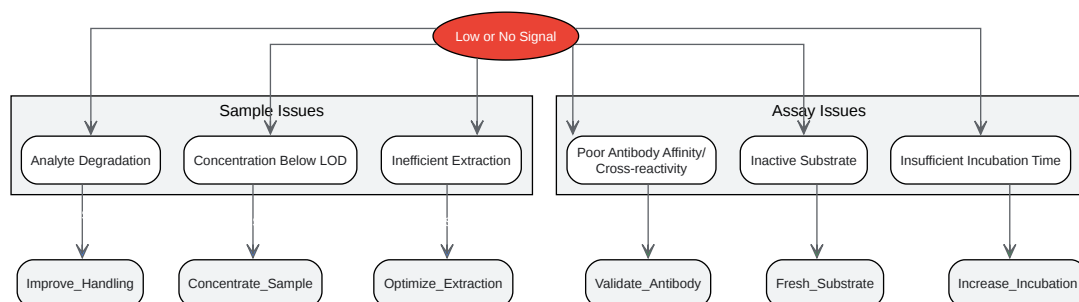 Low or No Signal
Sample Issues
Assay Issues
Analyte Degradation
Concentration Below LOD
Inefficient Extraction
Poor Antibody Affinity/
Cross-reactivity
Inactive Substrate
Insufficient Incubation Time
Improve_Handling
Concentrate_Sample
Optimize_Extraction
Validate_Antibody
Fresh_Substrate
Increase_Incubation